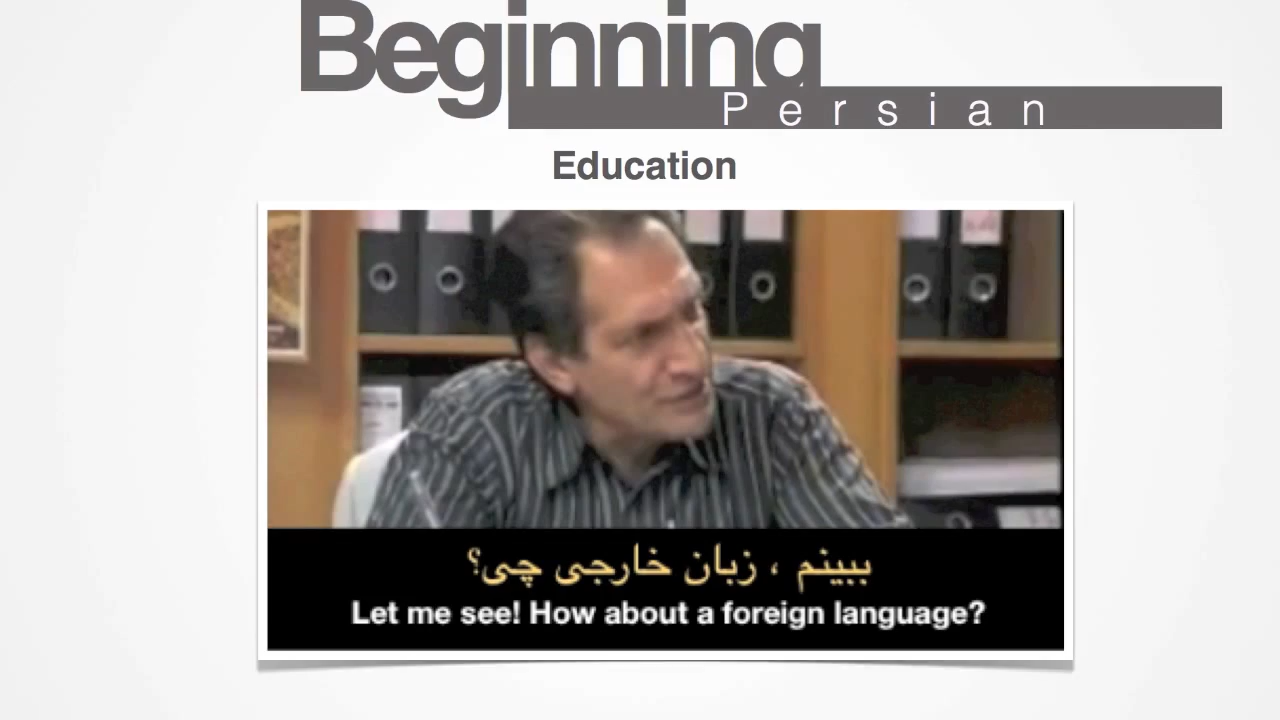 Beginning
Persian
Education
ببینم ، زبان خارجی چی؟
Let me see! How about a foreign language?